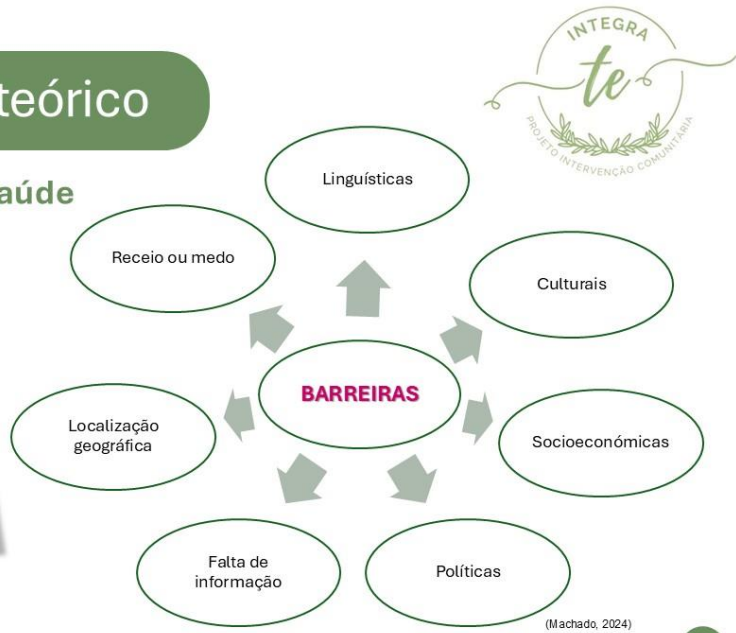 teórico
INTEGRA
te
PROJETO INTERVENÇÃO COMUNITÁRIA
aúde
Linguísticas
Receio ou medo
Culturais
BARREIRAS
Localização
geográfica
Socioeconómicas
Falta de
informação
Políticas
(Machado, 2024)